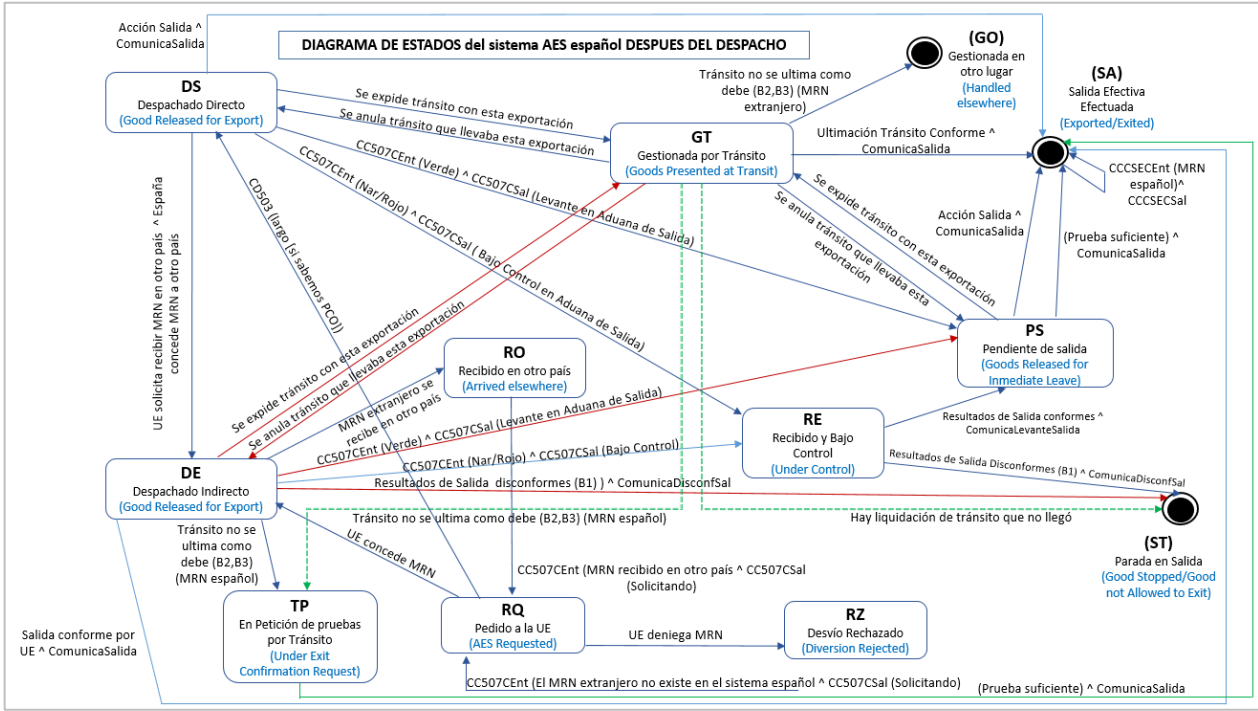 DIAGRAMA DE ESTADOS del sistema AES español DESPUES DEL DESPACHO
Acción Salida ^
ComunicaSalida
DS
Despachado Directo
(Good Released for Export)
Se expide tránsito con esta exportación
Se anula tránsito que llevaba esta exportación
CC507CEnt (Verde) ^ CC507CSal (Levante en Aduana de Salida)
CC507CEnt (Nar/Rojo) ^ CC507CSal ( Bajo Control en Aduana de Salida)
CD503 (largo [si sabemos PCO])
EU solicita recibir MRN en otro país ^ España
concede MRN a otro país
GT
Gestionada por Tránsito
(Goods Presented at Transit)
Tránsito no se ultima como
debe (B2,B3) (MRN
extranjero)
(GO)
Gestionada en
otro lugar
(Handled
elsewhere)
(SA)
Salida Efectiva
Efectuada
(Exported/Exited)
Ultimación Tránsito Conforme ^
ComunicaSalida
CCCSECEnt (MRN
español)^
CCCSECSal
Se expide tránsito con esta exportación
Se anula tránsito que llevaba esta
exportación
Acción Salida ^
ComunicaSalida
(Prueba suficiente) ^
ComunicaSalida
PS
Pendiente de salida
(Goods Released for
Inmediate Leave)
Se expide tránsito con esta exportación
Se anula tránsito que llevaba esta exportación
RO
Recibido en otro país
(Arrived elsewhere)
MRN extranjero se
recibe en otro país
CC507CEnt (Verde) ^ CC507CSal (Levante en Aduana de Salida)
CC507CEnt (Nar/Rojo) ^ CC507CSal (Bajo Control)
Resultados de Salida disconformes (B1) ) ^ ComunicaDisconfSal
RE
Recibido y Bajo
Control
(Under Control)
Resultados de Salida conformes ^
ComunicaLevanteSalida
Resultados de Salida Disconformes (B1) ^ ComunicaDisconfSal
DE
Despachado Indirecto
(Good Released for Export)
Tránsito no se
ultima como
debe (B2,B3)
(MRN español)
Tránsito no se ultima como debe (B2,B3) (MRN español)
Hay liquidación de tránsito que no llegó
(ST)
Parada en Salida
(Good Stopped/Good
not Allowed to Exit)
UE concede MRN
CC507CEnt (MRN recibido en otro país ^ CC507CSal
(Solicitando)
TP
En Petición de pruebas
por Tránsito
(Under Exit
Confirmation Request)
RQ
Pedido a la UE
(AES Requested)
UE deniega MRN
RZ
Desvío Rechazado
(Diversion Rejected)
Salida conforme por
UE ^ ComunicaSalida
CC507CEnt (El MRN extranjero no existe en el sistema español ^ CC507CSal (Solicitando)
(Prueba suficiente) ^ ComunicaSalida